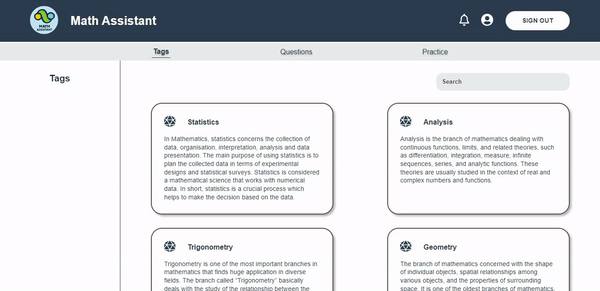 MATH
ASSISTANT
Math Assistant
SIGN OUT
Tags
Questions
Practice
Tags
Search
Statistics
In Mathematics, statistics concerns the collection of
data, organisation, interpretation, analysis and data
presentation. The main purpose of using statistics is to
plan the collected data in terms of experimental
designs and statistical surveys. Statistics is considered
a mathematical science that works with numerical
data. In short, statistics is a crucial process which
helps to make the decision based on the data.
Analysis
Analysis is the branch of mathematics dealing with
continuous functions, limits, and related theories, such
as differentiation, integration, measure, infinite
sequences, series, and analytic functions. These
theories are usually studied in the context of real and
complex numbers and functions.
Trigonometry
Trigonometry is one of the most important branches in
mathematics that finds huge application in diverse
fields. The branch called "Trigonometry" basically
deals with the study of the relationship between the
Geometry
The branch of mathematics concerned with the shape
of individual objects, spatial relationships among
various objects, and the properties of surrounding
space. It is one of the oldest branches of mathematics,